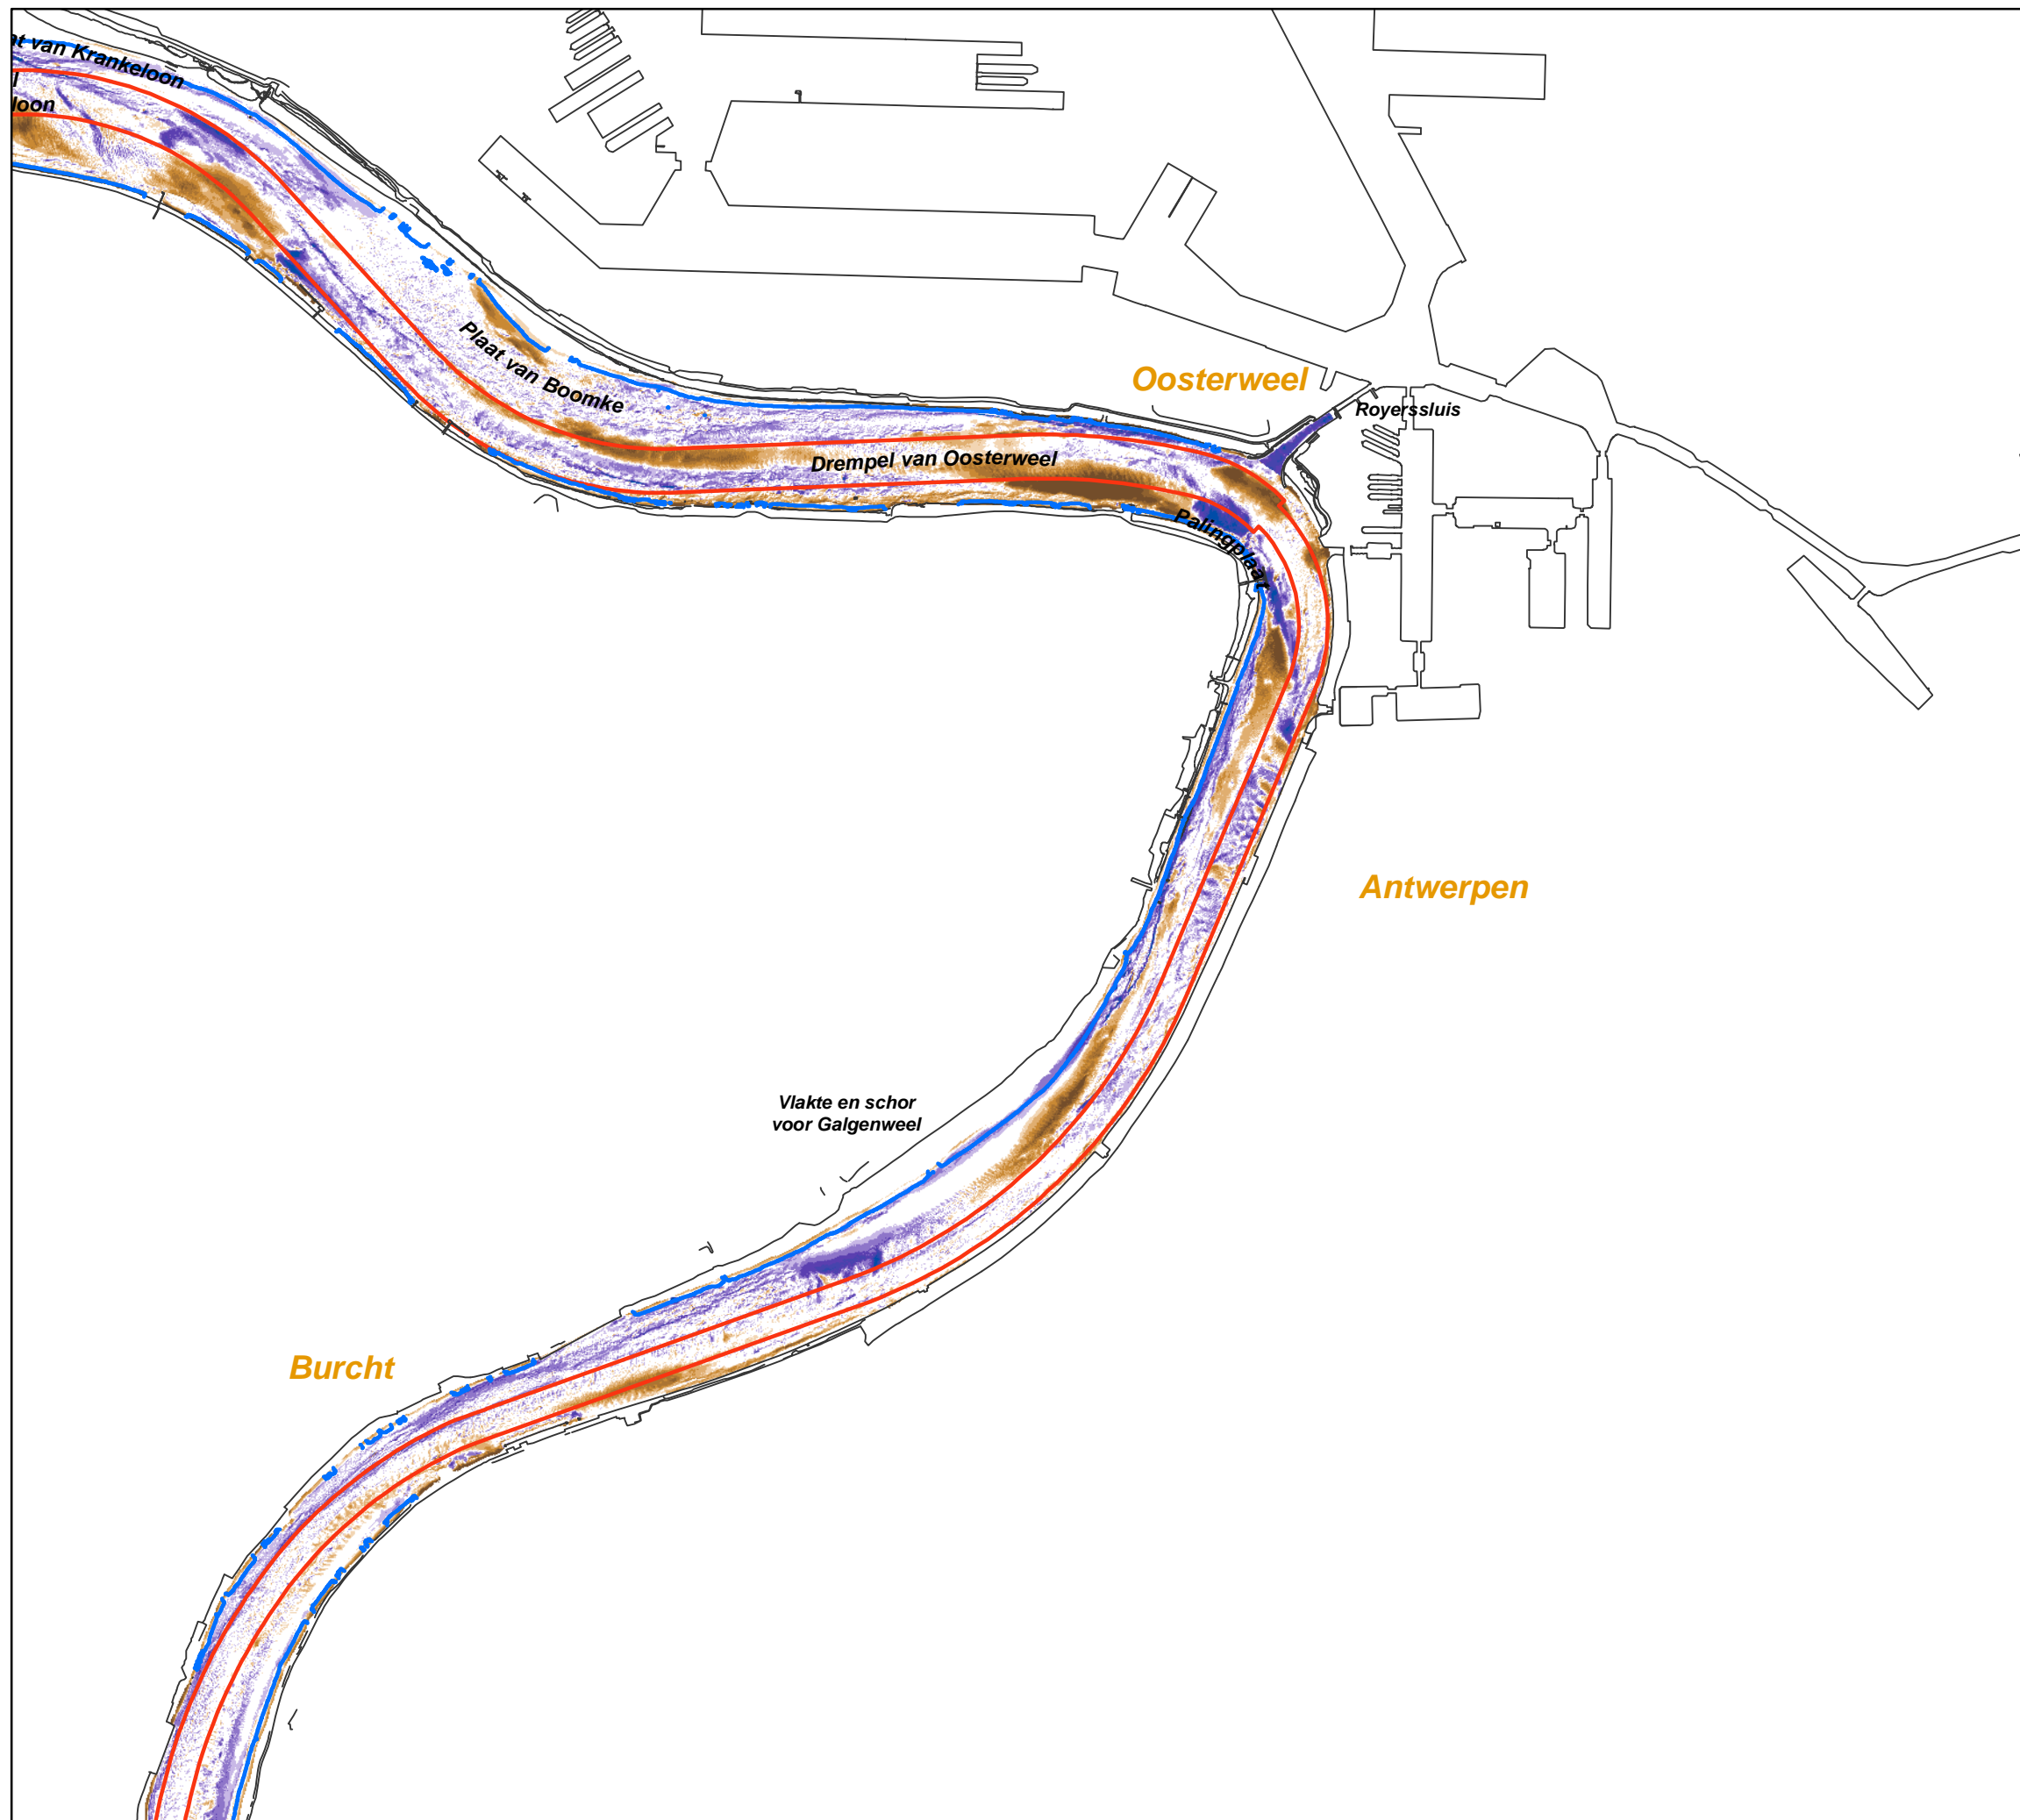 van Krankeloon
loon
Plaat van Boomke
Oosterweel
Royerssluis
Drempel van Oosterweel
Palingplaat
Antwerpen
Vlakte en schor
voor Galgenweel
Burcht